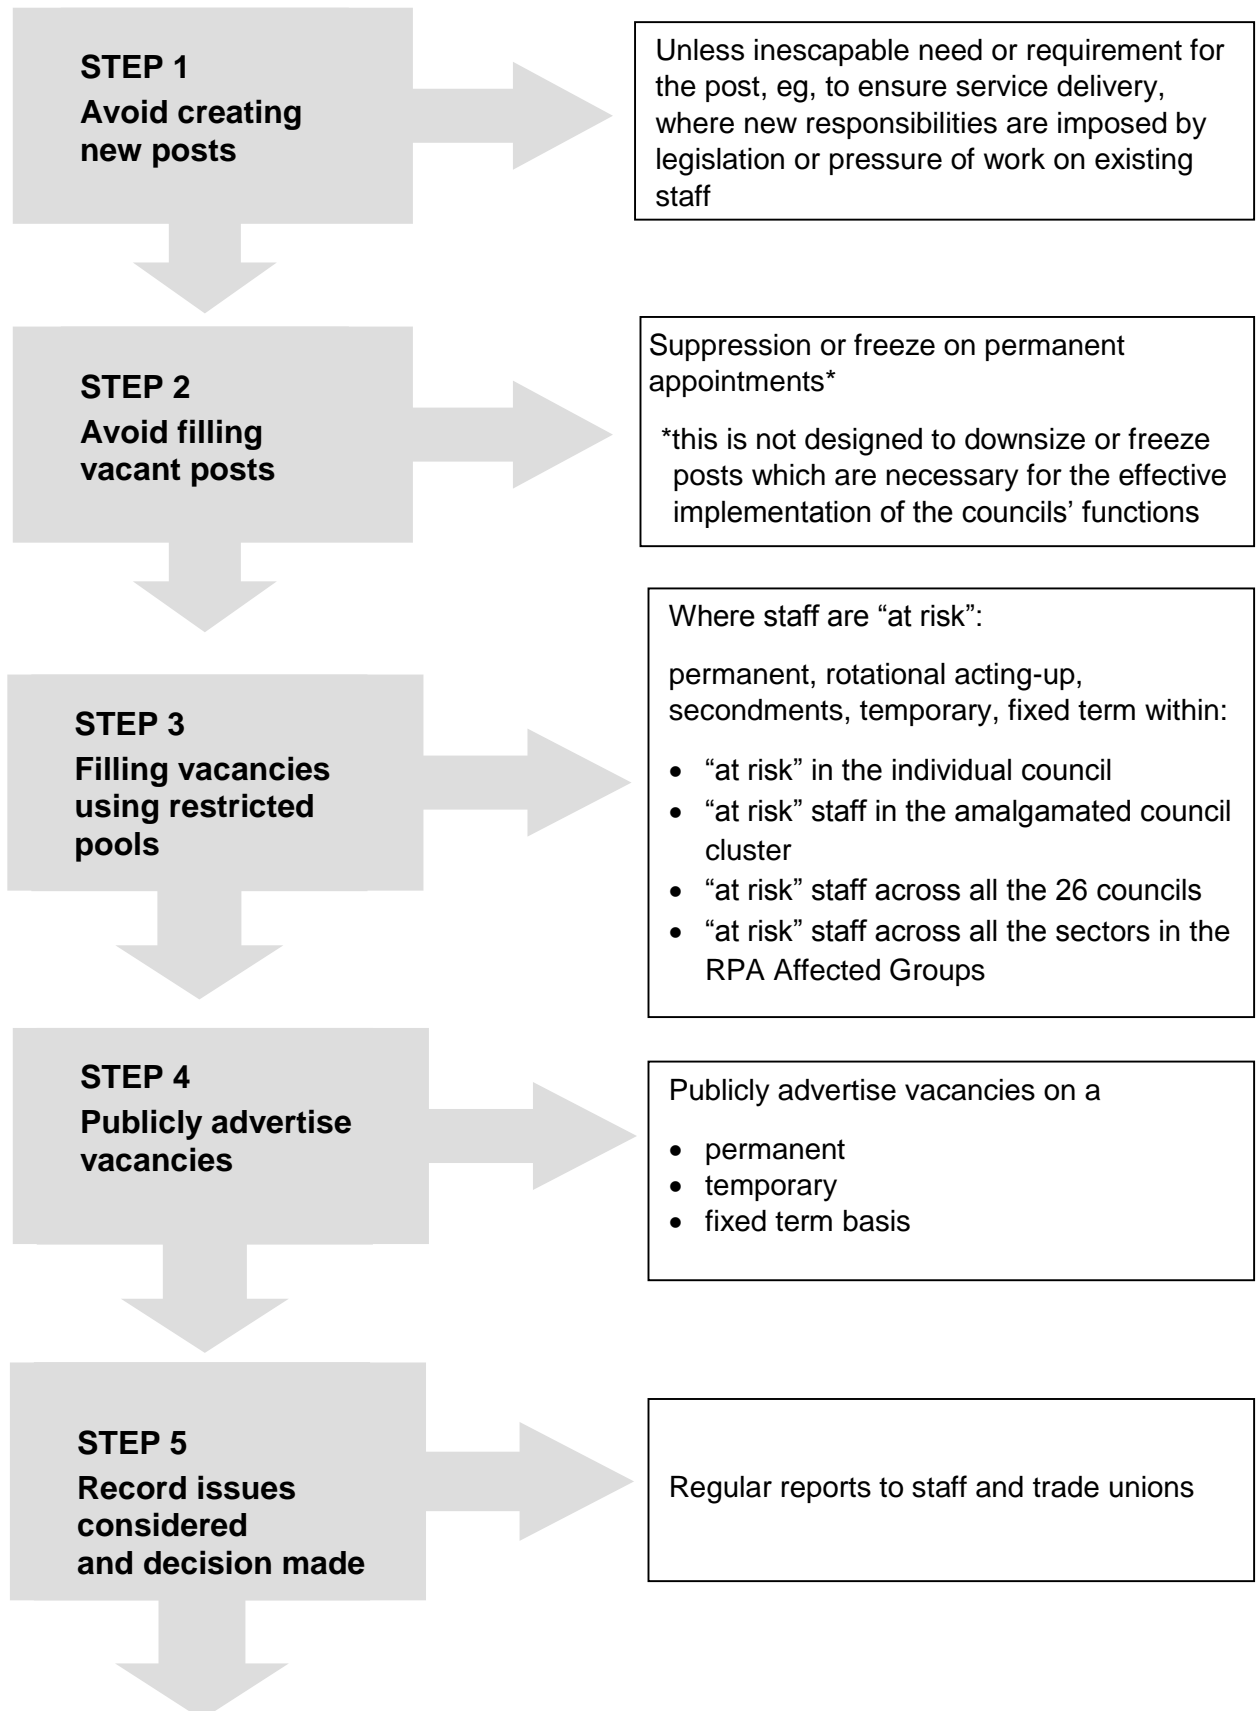 STEP 1
Avoid creating
new posts
Unless inescapable need or requirement for
the post, eg, to ensure service delivery,
where new responsibilities are imposed by
legislation or pressure of work on existing
staff
STEP 2
Avoid filling
vacant posts
Suppression or freeze on permanent
appointments*
*this is not designed to downsize or freeze
posts which are necessary for the effective
implementation of the councils’ functions
STEP 3
Filling vacancies
using restricted
pools
Where staff are “at risk”:
permanent, rotational acting-up,
secondments, temporary, fixed term within:
• “at risk” in the individual council
• “at risk” staff in the amalgamated council
cluster
• “at risk” staff across all the 26 councils
• “at risk” staff across all the sectors in the
RPA Affected Groups
STEP 4
Publicly advertise
vacancies
Publicly advertise vacancies on a
• permanent
• temporary
• fixed term basis
STEP 5
Record issues
considered
and decision made
Regular reports to staff and trade unions